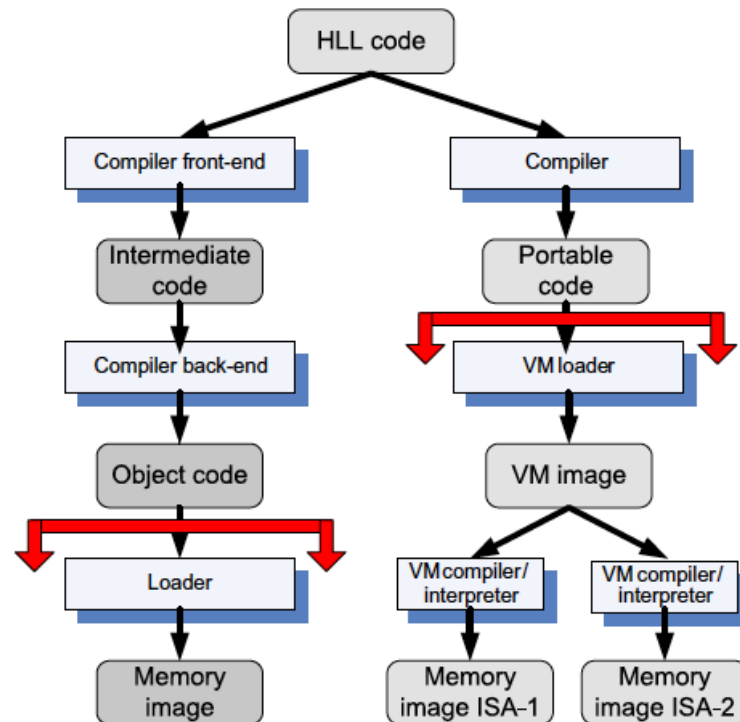 HLL code
Compiler front-end
Compiler
Intermediate
code
Portable
code
Compiler back-end
VM loader
Object code
VM image
Loader
VM compiler/
interpreter
VM compiler/
interpreter
Memory
image
Memory
image ISA-1
Memory
image ISA-2